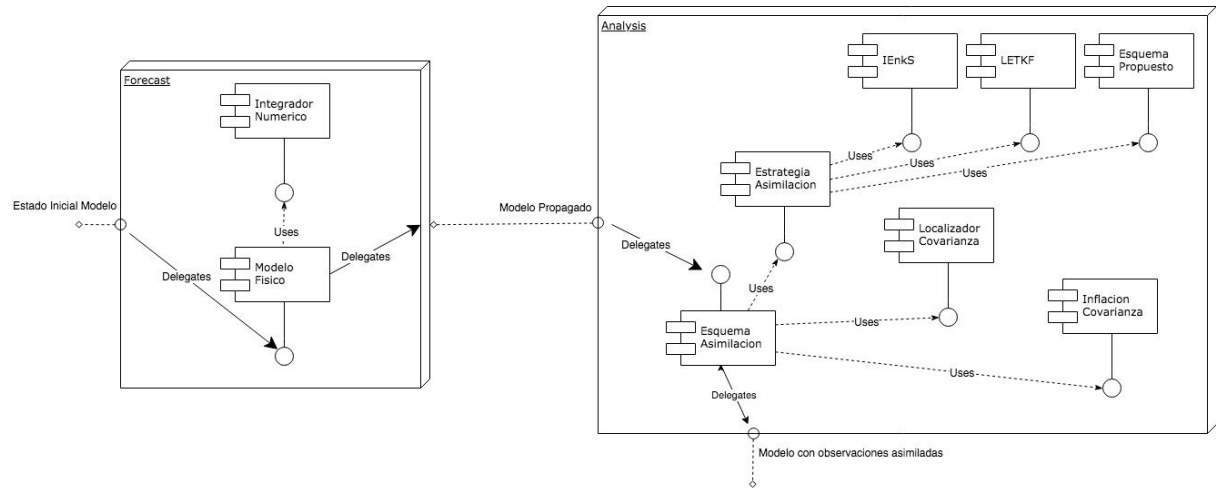 Analysis
IEnkS
LETKF
Esquema
Propuesto
Forecast
Integrador
Numerico
Uses
Uses
Uses
Estrategia
Asimilacion
Estado Inicial Modelo
Modelo Propagado
Uses
Delegates
Localizador
Covarianza
Delegates
Delegates
Modelo
Fisico
Uses
Inflacion
Covarianza
Esquema
Asimilacion
Uses
Uses
Delegates
Modelo con observaciones asimiladas